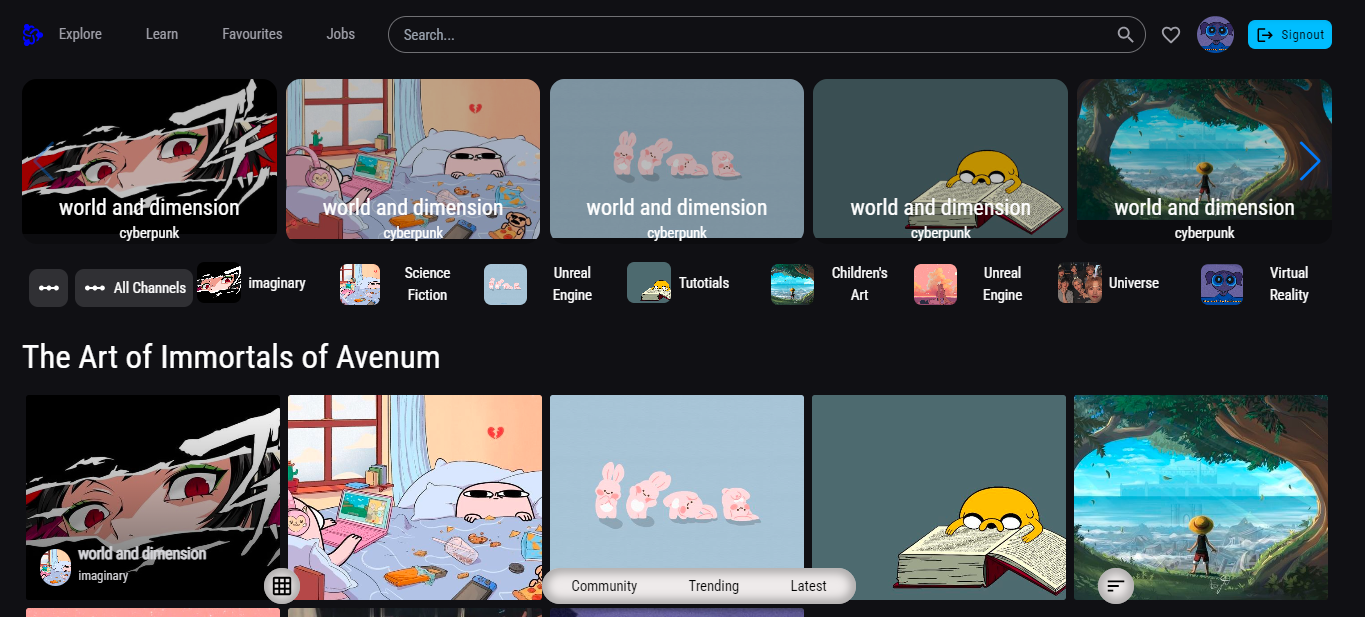 Explore Learn Favourites Jobs Search... Signout
world and dimension world and dimension world and dimension world and dimension world and dimension
cyberpunk cyberpunk cyberpunk cyberpunk cyberpunk
All Channels
imaginary
Science
Fiction
Unreal
Engine
Tutotials
Children's
Art
Unreal
Engine
Universe
Virtual
Reality
The Art of Immortals of Avenum
world and dimension
imaginary
Community Trending Latest